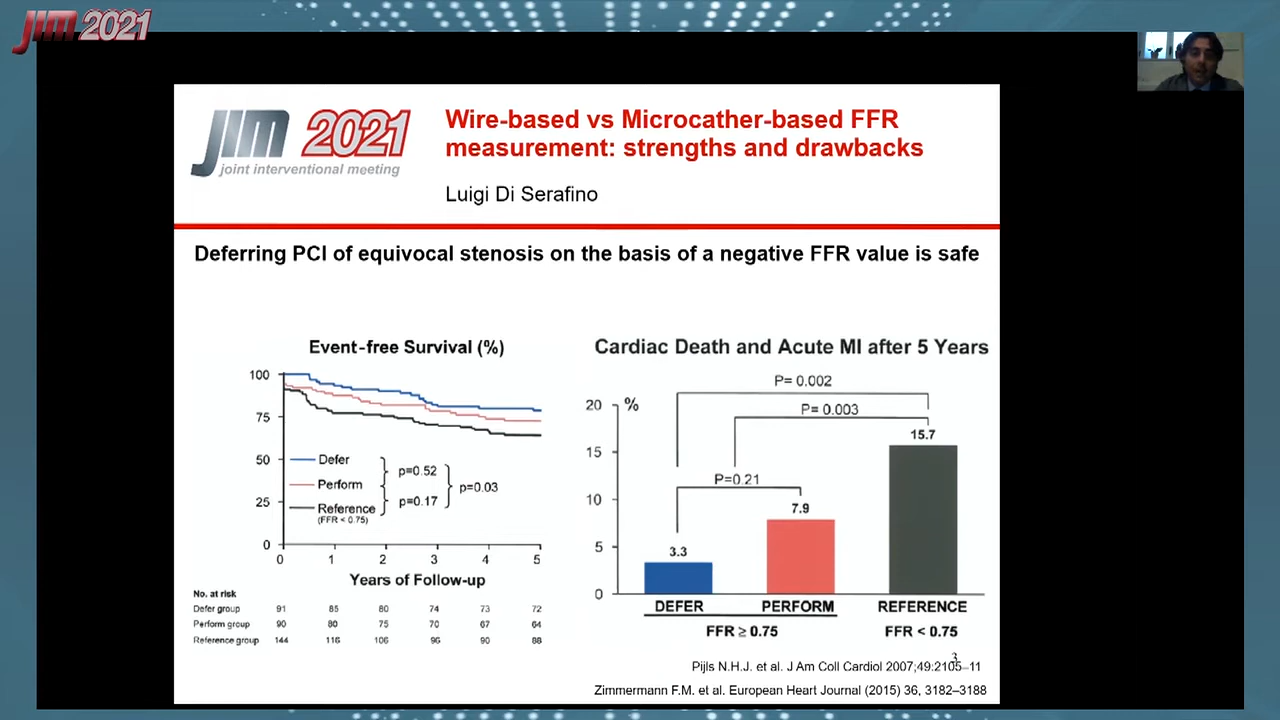 JIM 2021
JIM 2021
joint interventional meeting
Wire-based vs Microcather-based FFR
measurement: strengths and drawbacks
Luigi Di Serafino
Deferring PCI of equivocal stenosis on the basis of a negative FFR value is safe
Event-free Survival (%)
100
75
50
25
0
Defer
Perform
Reference
(FFR < 0.75)
p=0.52
p=0.17
p=0.03
0 1 2 3 4 5
Years of Follow-up
No. at risk
Defer group 91 85 80 74 73 72
Perform group 90 80 75 70 67 64
Reference group 144 116 106 96 90 88
Cardiac Death and Acute MI after 5 Years
20 %
15
10
5
0
P= 0.002
P= 0.003
P=0.21
3.3
7.9
15.7
DEFER PERFORM REFERENCE
FFR ≥ 0.75 FFR < 0.75
3
Pijls N.H.J. et al. J Am Coll Cardiol 2007;49:2105–11
Zimmermann F.M. et al. European Heart Journal (2015) 36, 3182–3188